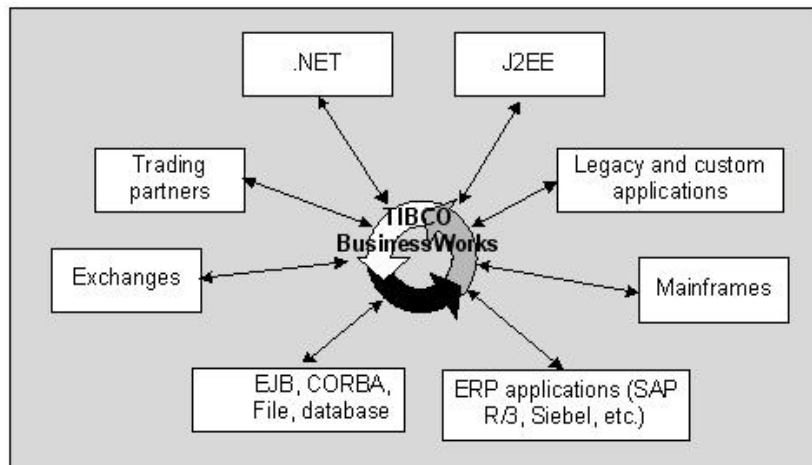 .NET
J2EE
Trading
partners
Legacy and custom
applications
TIBCO
BusinessWorks
Exchanges
Mainframes
EJB, CORBA,
File, database
ERP applications (SAP
R/3, Siebel, etc.)